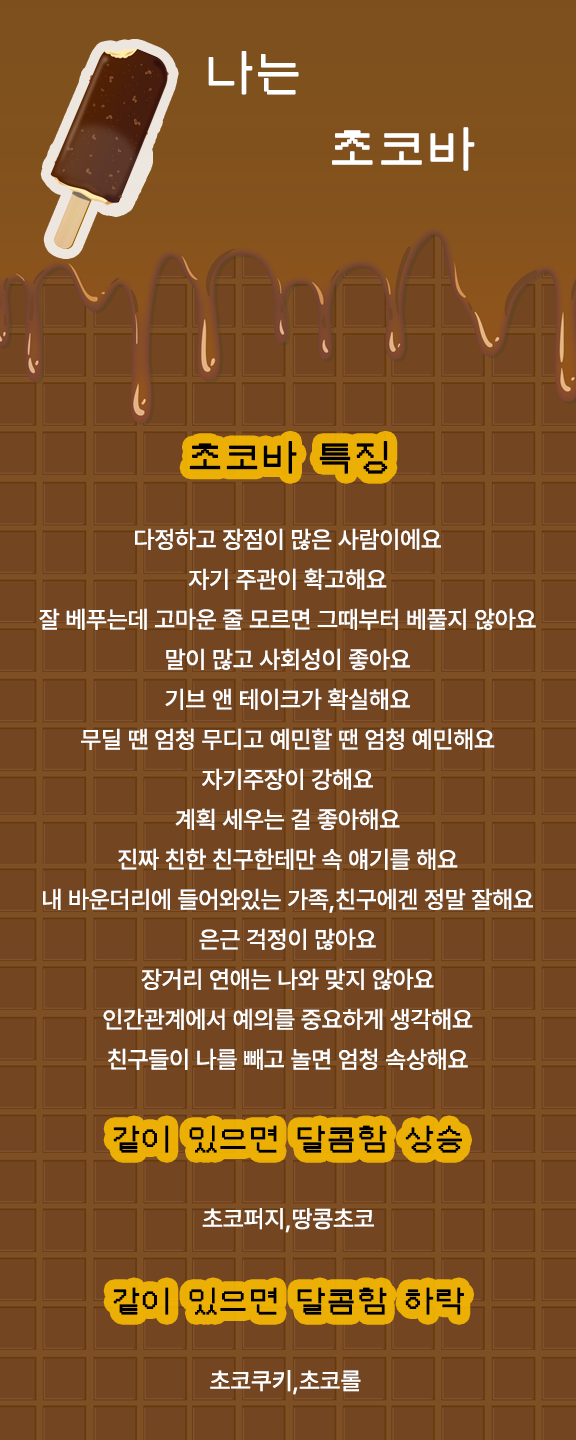 나는
초코바
초코바 특징
다정하고 장점이 많은 사람이에요
자기 주관이 확고해요
잘 베푸는데 고마운 줄 모르면 그때부터 베풀지 않아요
말이 많고 사회성이 좋아요
기브 앤 테이크가 확실해요
무딜 땐 엄청 무디고 예민할 땐 엄청 예민해요
자기주장이 강해요
계획 세우는 걸 좋아해요
진짜 친한 친구한테만 속 얘기를 해요
내 바운더리에 들어와있는 가족,친구에겐 정말 잘해요
은근 걱정이 많아요
장거리 연애는 나와 맞지 않아요
인간관계에서 예의를 중요하게 생각해요
친구들이 나를 빼고 놀면 엄청 속상해요
같이 있으면 달콤함 상승
초코퍼지,땅콩초코
같이 있으면 달콤함 하락
초코쿠키,초코롤